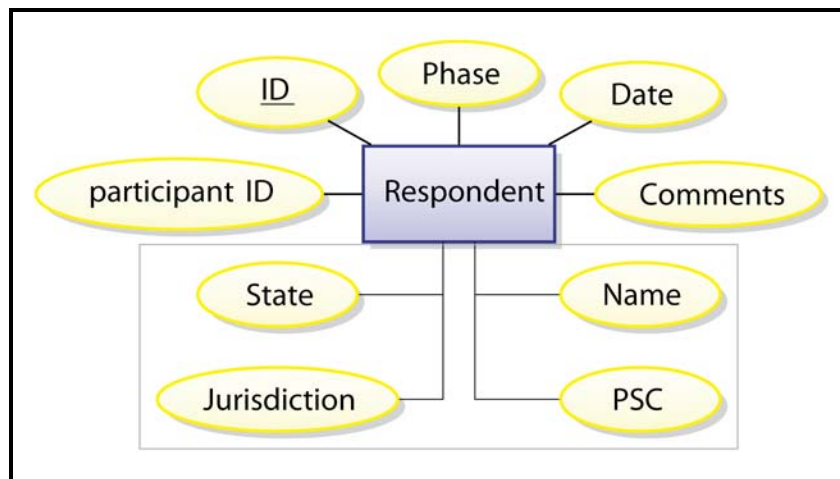 Phase
ID
Date
participant ID
Respondent
Comments
State
Name
Jurisdiction
PSC